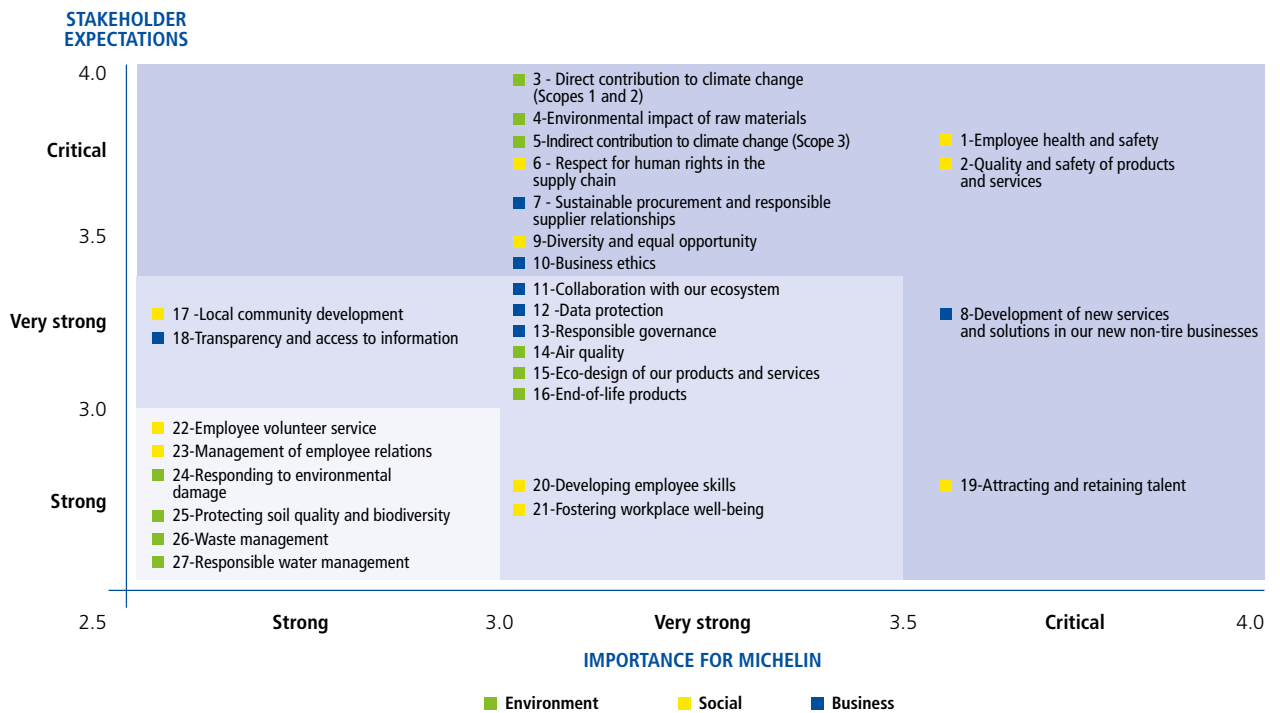 STAKEHOLDER
EXPECTATIONS
4.0
Critical
3.5
Very strong
3.0
Strong
2.5
3 - Direct contribution to climate change
(Scopes 1 and 2)
4-Environmental impact of raw materials
5-Indirect contribution to climate change (Scope 3)
6 - Respect for human rights in the
supply chain
7 - Sustainable procurement and responsible
supplier relationships
9-Diversity and equal opportunity
10-Business ethics
1-Employee health and safety
2-Quality and safety of products
and services
17 -Local community development
18-Transparency and access to information
11-Collaboration with our ecosystem
12 -Data protection
13-Responsible governance
14-Air quality
15-Eco-design of our products and services
16-End-of-life products
8-Development of new services
and solutions in our new non-tire businesses
22-Employee volunteer service
23-Management of employee relations
24-Responding to environmental
damage
25-Protecting soil quality and biodiversity
26-Waste management
27-Responsible water management
20-Developing employee skills
21-Fostering workplace well-being
19-Attracting and retaining talent
Strong
3.0
Very strong
3.5
Critical
4.0
IMPORTANCE FOR MICHELIN
Environment
Social
Business